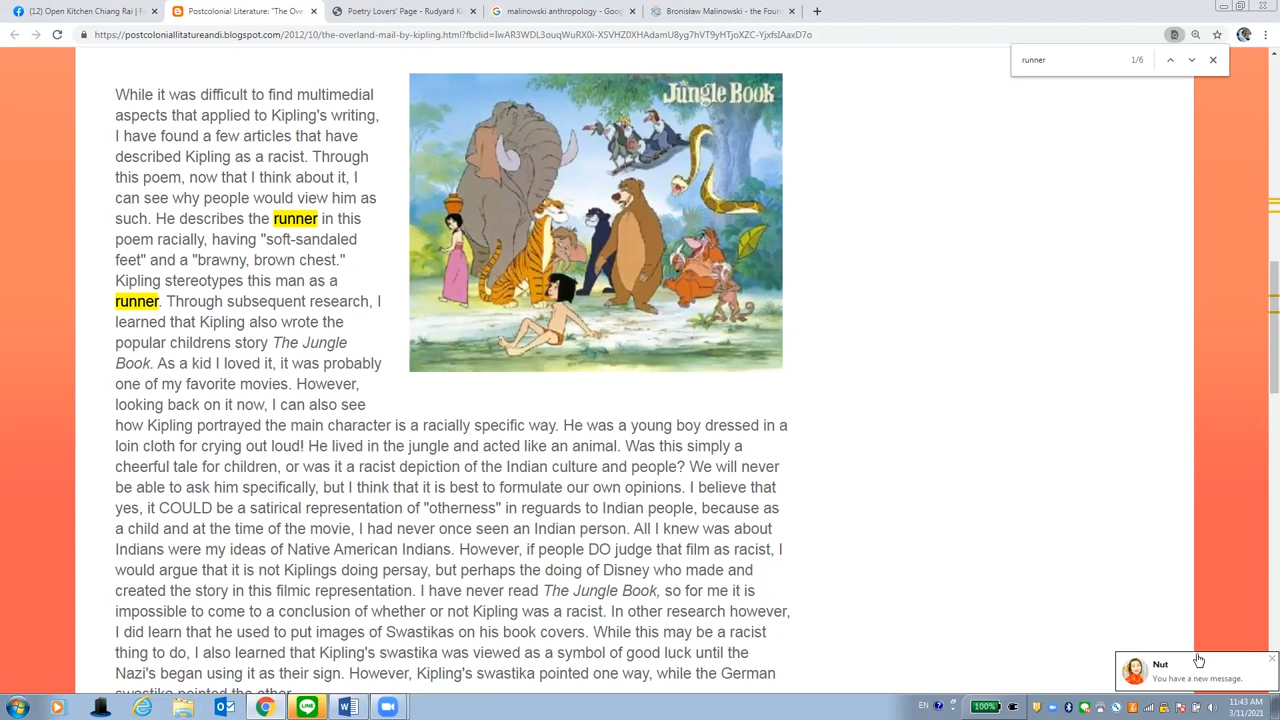 (12) Open Kitchen Chiang Rai | F
Postcolonial Literature: "The Ove
Poetry Lovers' Page - Rudyard Ki
malinowski anthropology - Goog
Bronisław Malinowski - the Foun
https://postcoloniallitatureandi.blogspot.com/2012/10/the-overland-mail-by-kipling.html?fbclid=IwAR3WDL3ouqWuRX0i-XSVHZ0XHAdamU8yg7hVT9yHTjoXZC-YjxfsIAaxD7o
runner 1/6
The Jungle Book
While it was difficult to find multimedial
aspects that applied to Kipling's writing,
I have found a few articles that have
described Kipling as a racist. Through
this poem, now that I think about it, I
can see why people would view him as
such. He describes the runner in this
poem racially, having "soft-sandaled
feet" and a "brawny, brown chest."
Kipling stereotypes this man as a
runner. Through subsequent research, I
learned that Kipling also wrote the
popular childrens story The Jungle
Book. As a kid I loved it, it was probably
one of my favorite movies. However,
looking back on it now, I can also see
how Kipling portrayed the main character is a racially specific way. He was a young boy dressed in a
loin cloth for crying out loud! He lived in the jungle and acted like an animal. Was this simply a
cheerful tale for children, or was it a racist depiction of the Indian culture and people? We will never
be able to ask him specifically, but I think that it is best to formulate our own opinions. I believe that
yes, it COULD be a satirical representation of "otherness" in reguards to Indian people, because as
a child and at the time of the movie, I had never once seen an Indian person. All I knew was about
Indians were my ideas of Native American Indians. However, if people DO judge that film as racist, I
would argue that it is not Kiplings doing persay, but perhaps the doing of Disney who made and
created the story in this filmic representation. I have never read The Jungle Book, so for me it is
impossible to come to a conclusion of whether or not Kipling was a racist. In other research however,
I did learn that he used to put images of Swastikas on his book covers. While this may be a racist
thing to do, I also learned that Kipling's swastika was viewed as a symbol of good luck until the
Nazi's began using it as their sign. However, Kipling's swastika pointed one way, while the German
swastika pointed the other.
Nut
You have a new message.
EN
100%
11:43 AM
3/11/2021